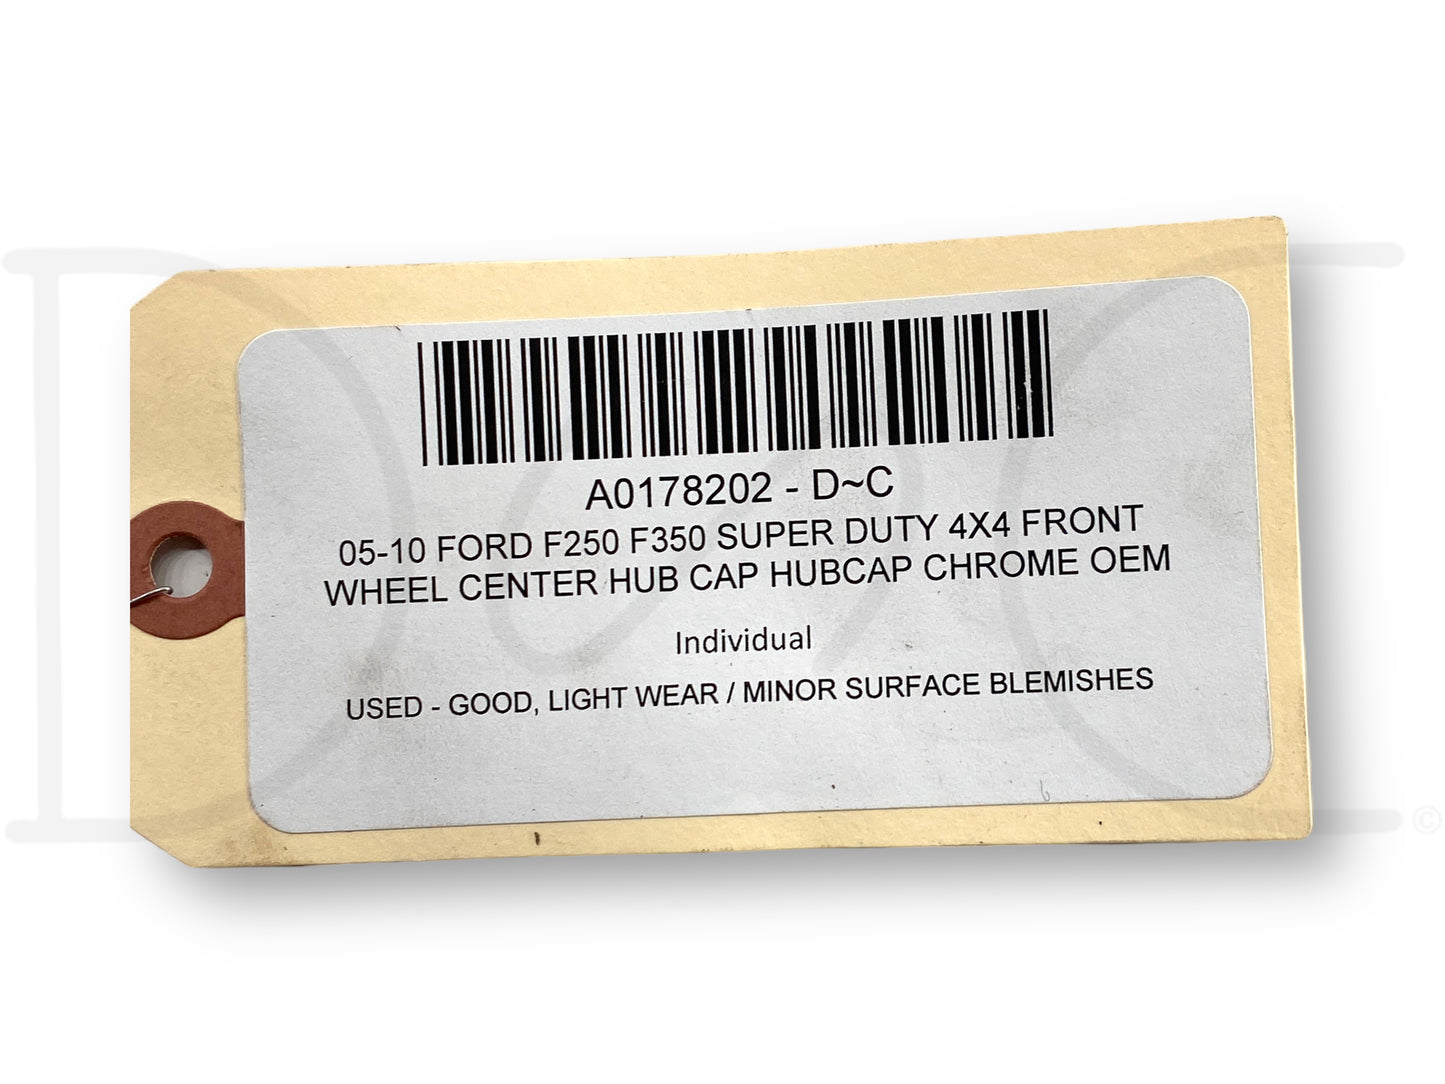 A0178202 - D~C
05-10 FORD F250 F350 SUPER DUTY 4X4 FRONT
WHEEL CENTER HUB CAP HUBCAP CHROME OEM
Individual
USED - GOOD, LIGHT WEAR / MINOR SURFACE BLEMISHES
D~C
©